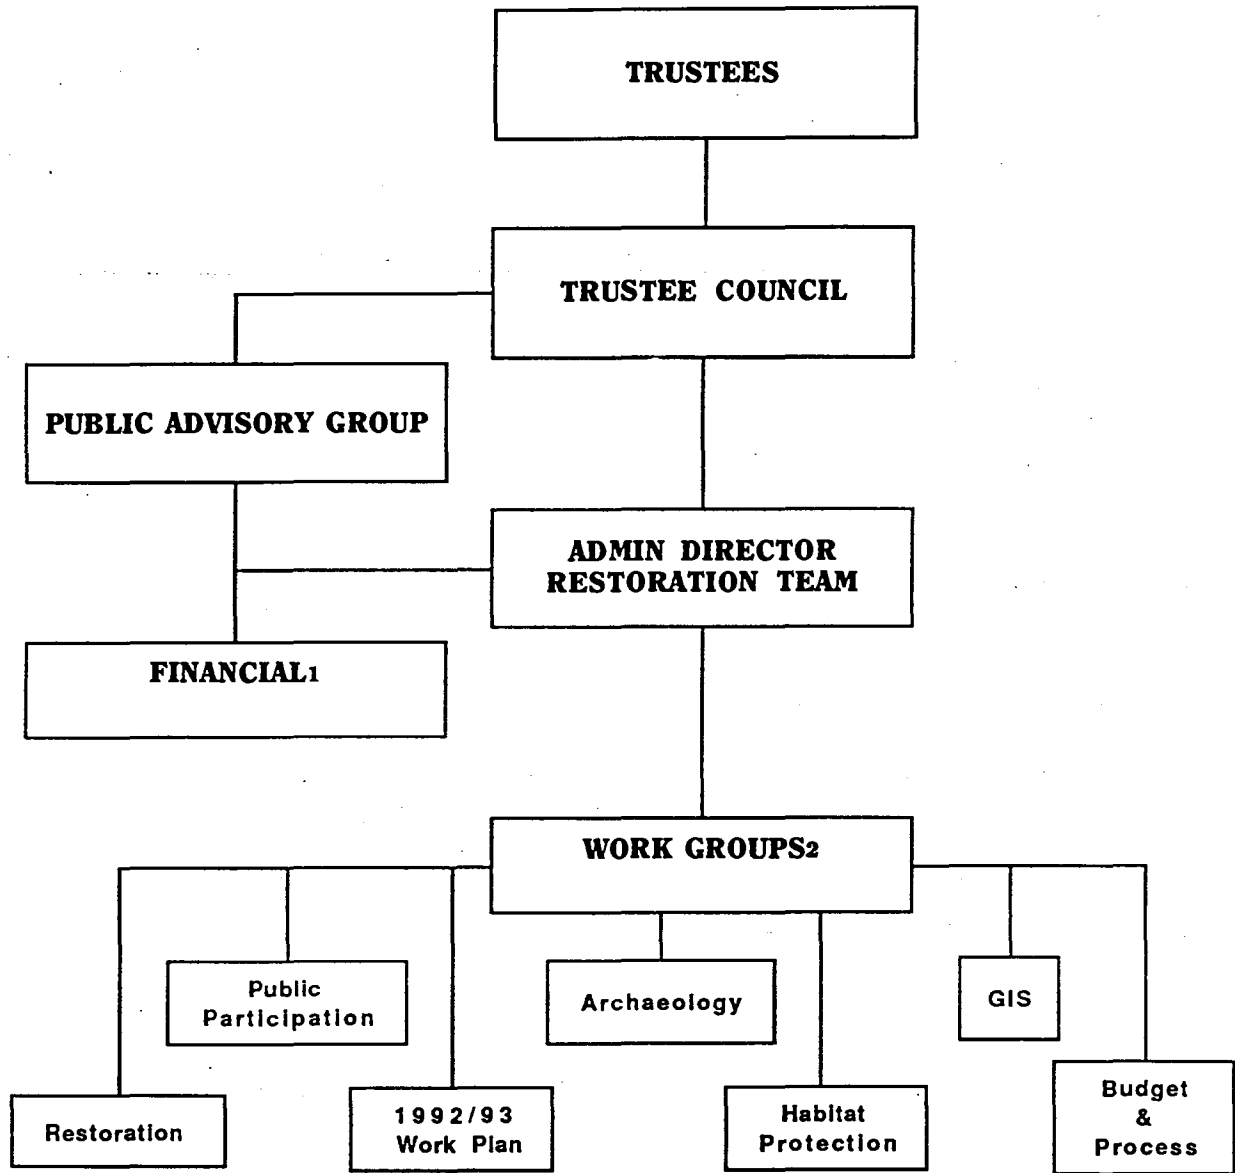 TRUSTEES
TRUSTEE COUNCIL
PUBLIC ADVISORY GROUP
ADMIN DIRECTOR
RESTORATION TEAM
FINANCIAL1
WORK GROUPS2
Public
Participation
Archaeology
GIS
Restoration
1992/93
Work Plan
Habitat
Protection
Budget
&
Process